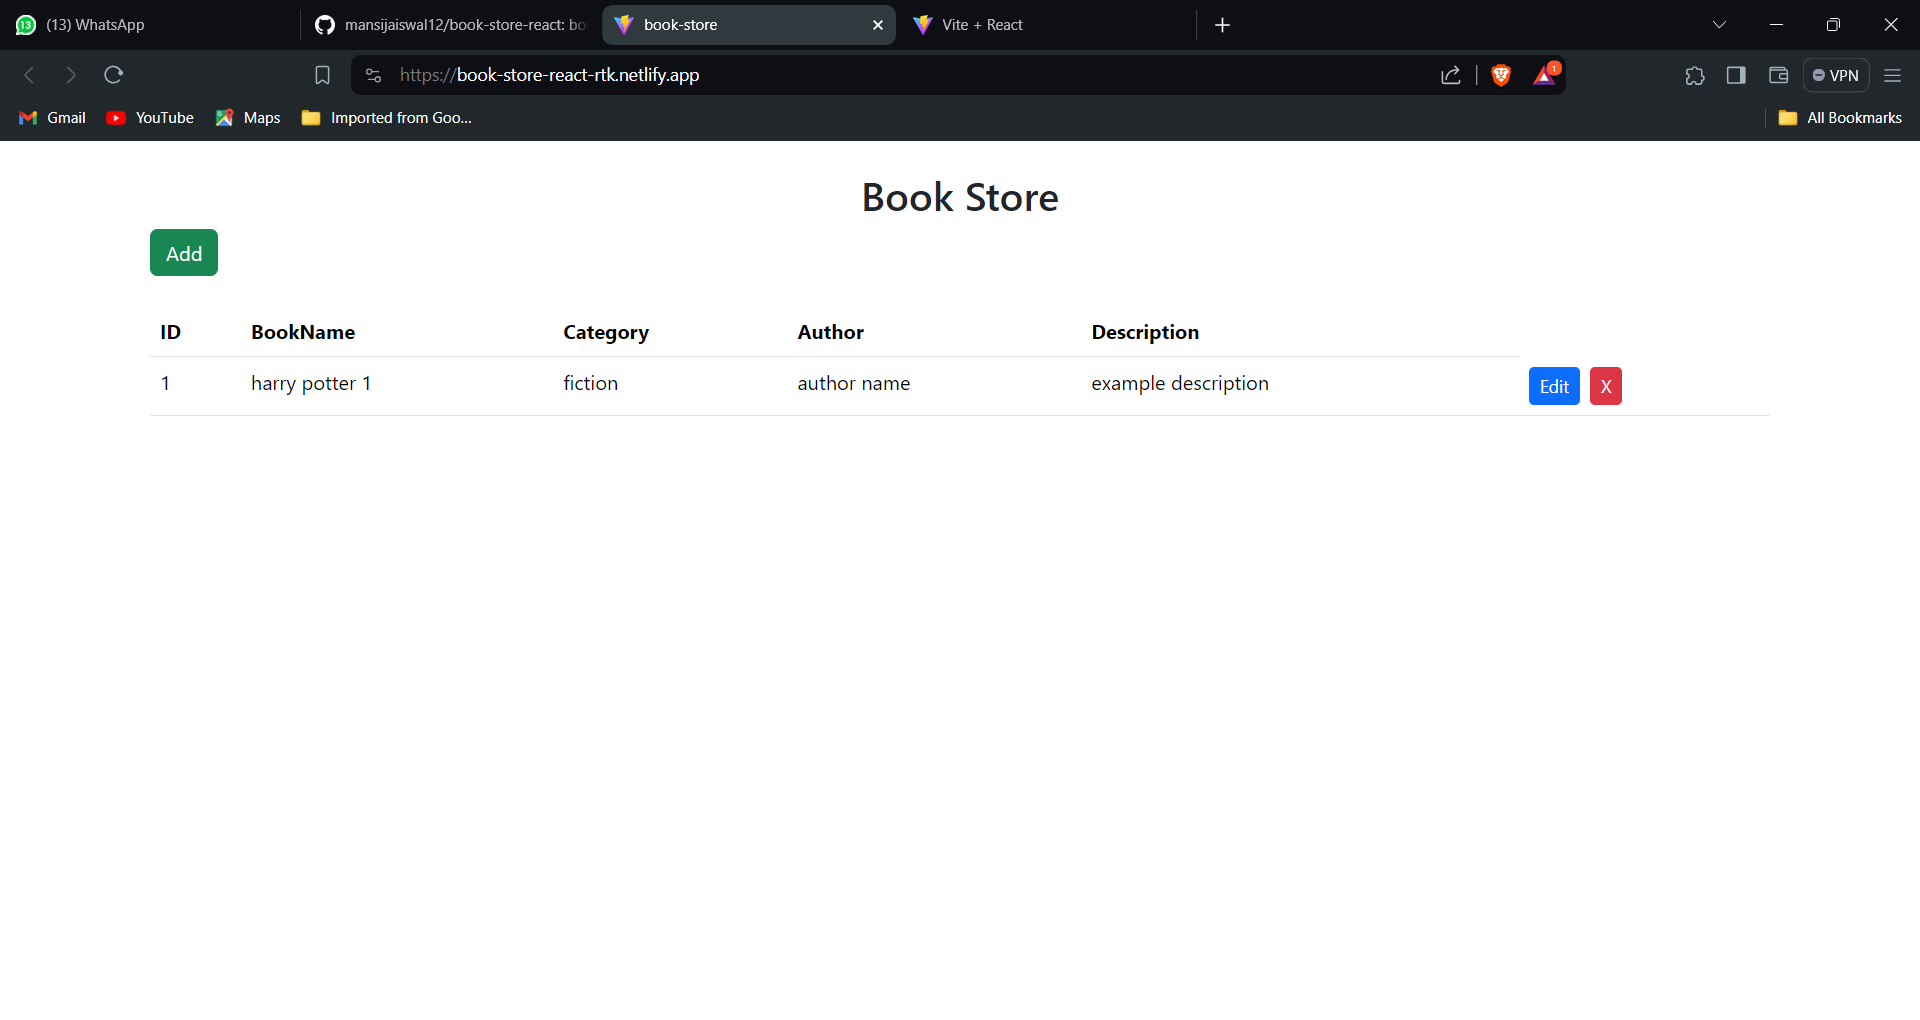 13 (13) WhatsApp
mansijaiswal12/book-store-react: bo
book-store
Vite + React
https://book-store-react-rtk.netlify.app
1
VPN
Gmail
YouTube
Maps
Imported from Goo...
All Bookmarks
Book Store
Add
ID BookName Category Author Description
1 harry potter 1 fiction author name example description Edit X